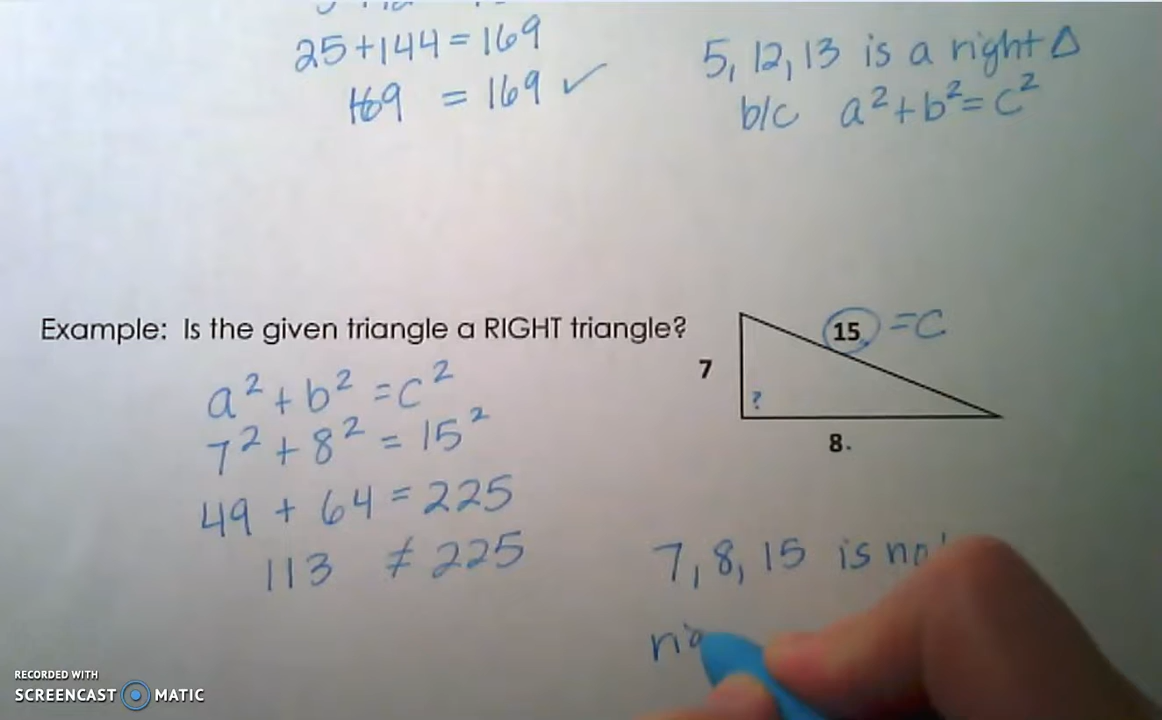 25+144=169
169 = 169 ✓
5, 12, 13 is a right △
b/c a²+b²=c²
Example: Is the given triangle a RIGHT triangle?
15 =C
7
?
8.
a²+b²=c²
7²+8²=15²
49 + 64 = 225
113 ≠ 225
7, 8, 15 is
RECORDED WITH
SCREENCAST MATIC